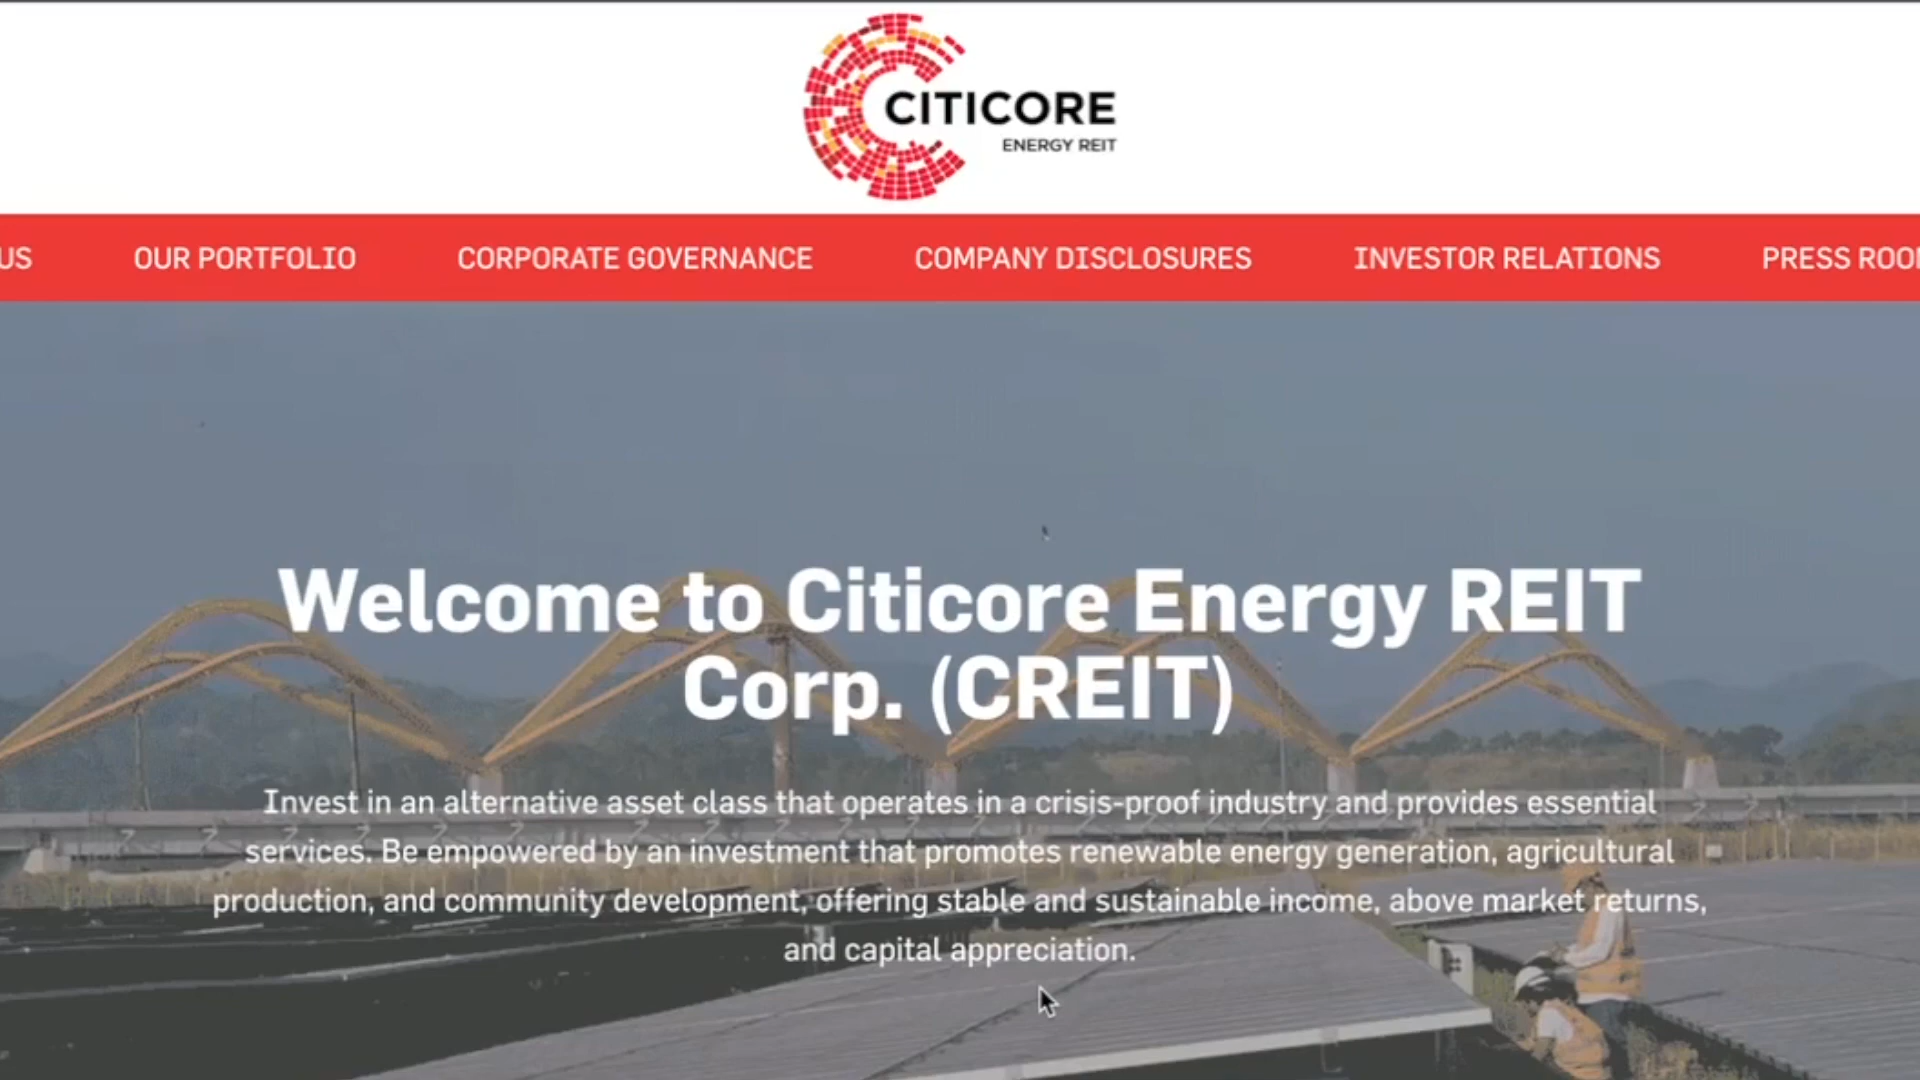 CITICORE
ENERGY REIT
US
OUR PORTFOLIO
CORPORATE GOVERNANCE
COMPANY DISCLOSURES
INVESTOR RELATIONS
PRESS ROO
Welcome to Citicore Energy REIT
Corp. (CREIT)
Invest in an alternative asset class that operates in a crisis-proof industry and provides essential
services. Be empowered by an investment that promotes renewable energy generation, agricultural
production, and community development, offering stable and sustainable income, above market returns,
and capital appreciation.